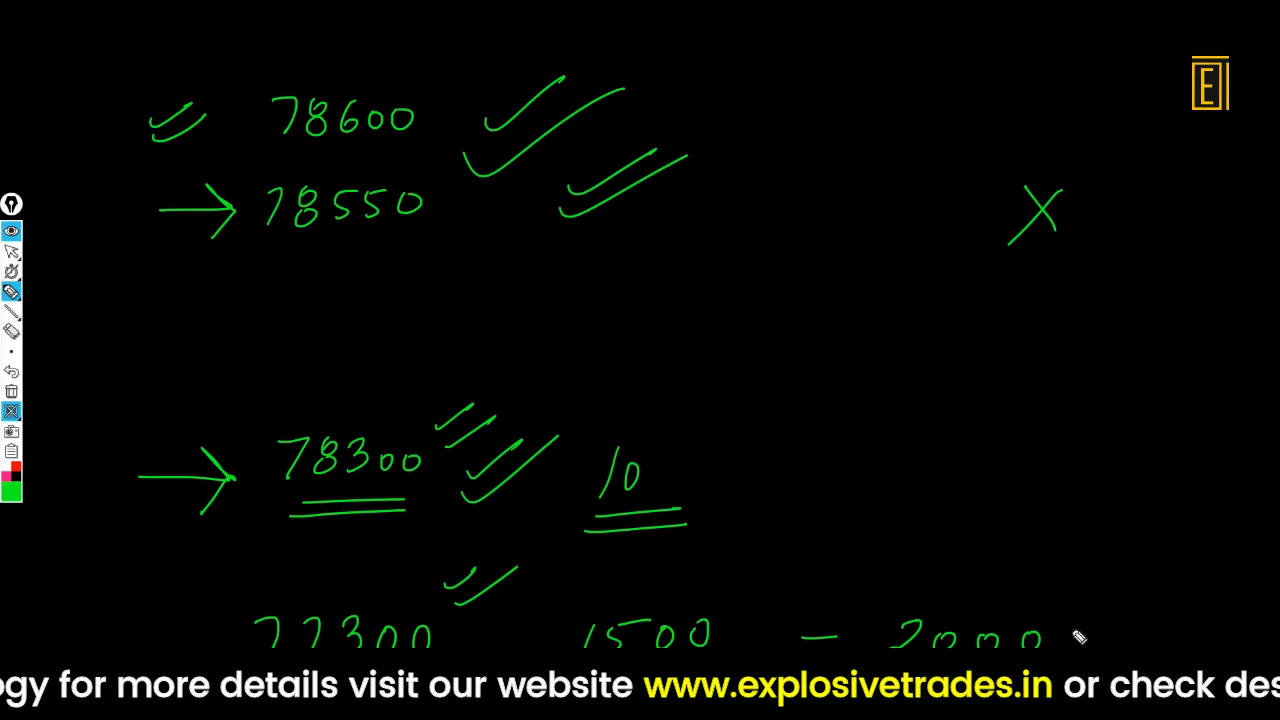 E
78600
78550
X
78300
10
77300 1500 - 2000
ogy for more details visit our website www.explosivetrades.in or check des